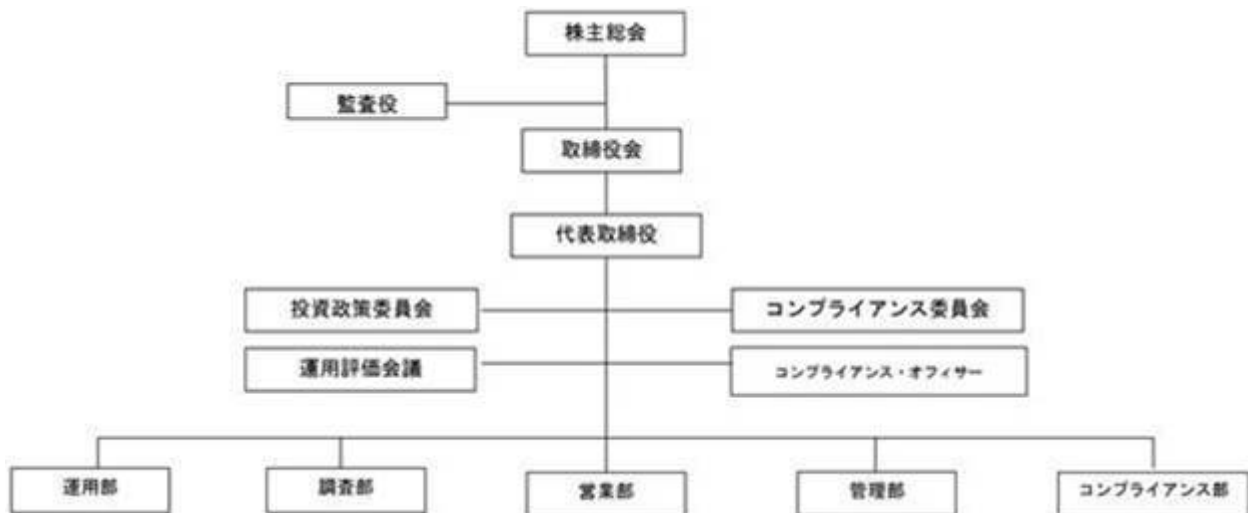 株主総会
監査役
取締役会
代表取締役
投資政策委員会
コンプライアンス委員会
運用評価会議
コンプライアンス・オフィサー
運用部
調査部
営業部
管理部
コンプライアンス部